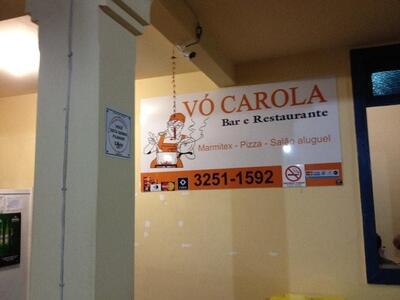 VÓ CAROLA
Bar e Restaurante
Marmitex - Pizza - Salão aluguel
3251-1592